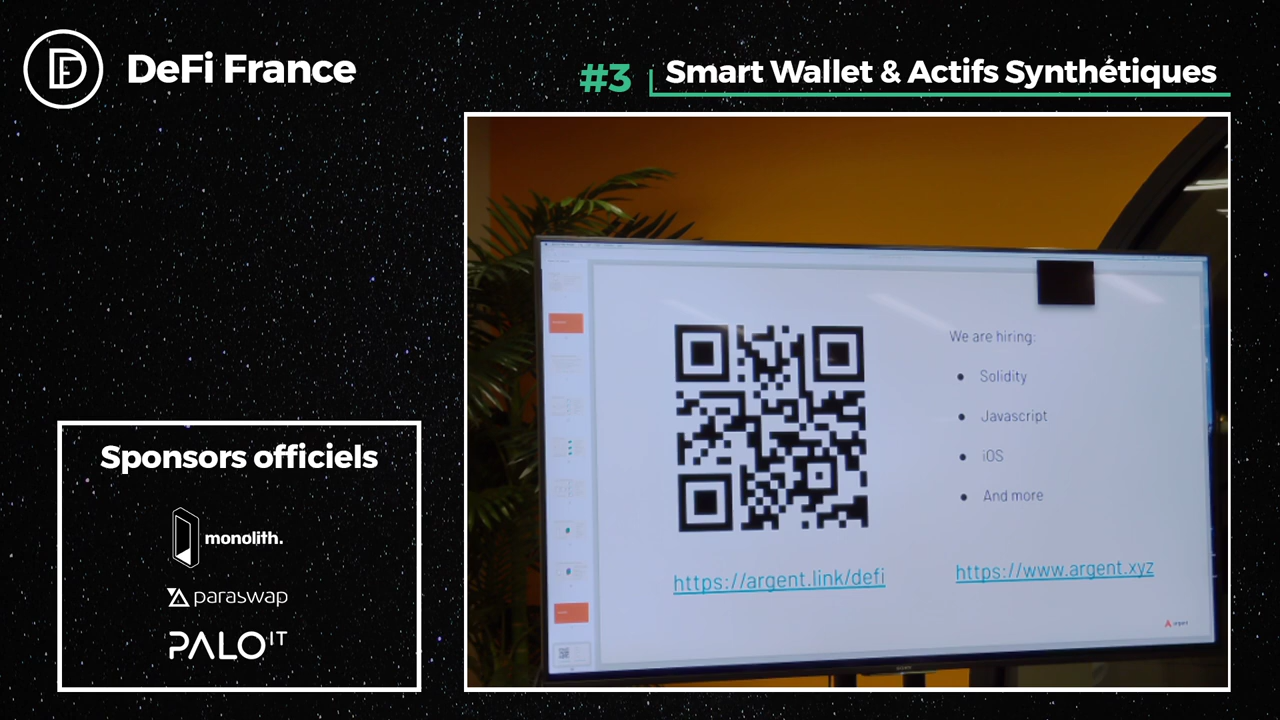 DeFi France
#3 Smart Wallet & Actifs Synthétiques
We are hiring:
● Solidity
● Javascript
● iOS
● And more
https://argent.link/defi
https://www.argent.xyz
argent
Sponsors officiels
monolith.
paraswap
PALO IT